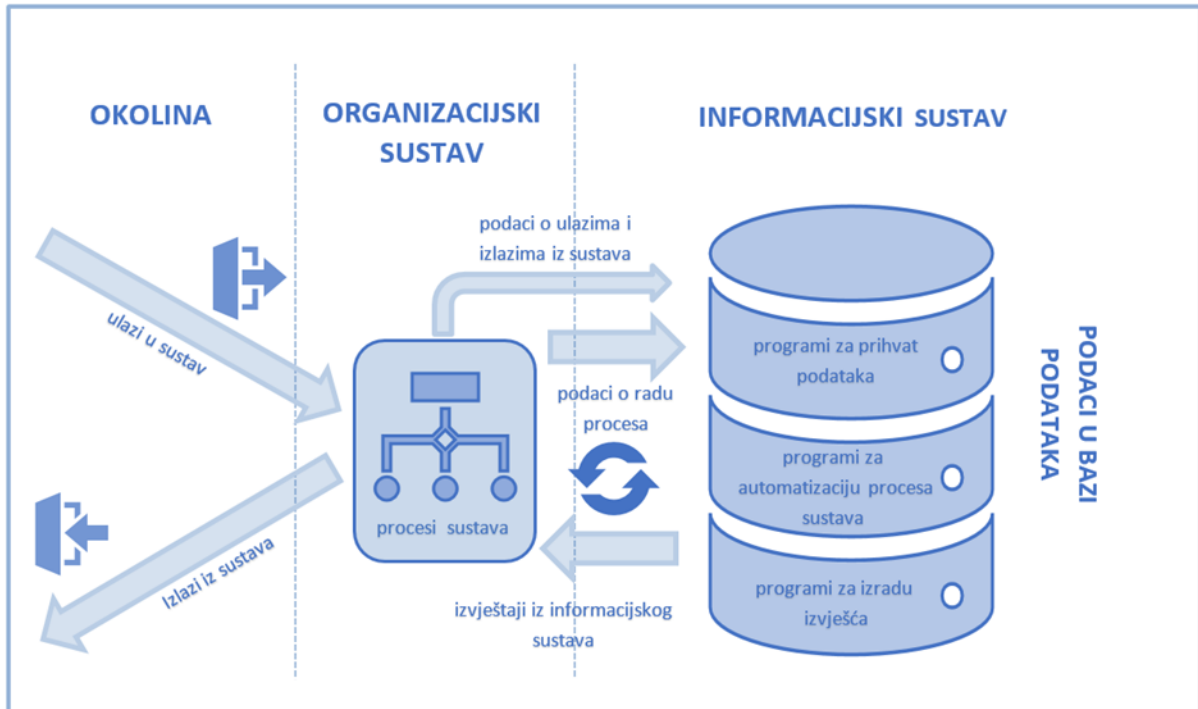 OKOLINA
ORGANIZACIJSKI
SUSTAV
INFORMACIJSKI SUSTAV
podaci o ulazima i
izlazima iz sustava
ulazi u sustav
podaci o radu
procesa
procesi sustava
Izlazi iz sustava
izvještaji iz informacijskog
sustava
programi za prihvat
podataka
programi za
automatizaciju procesa
sustava
programi za izradu
izvješća
PODACI U BAZI
PODATAKA